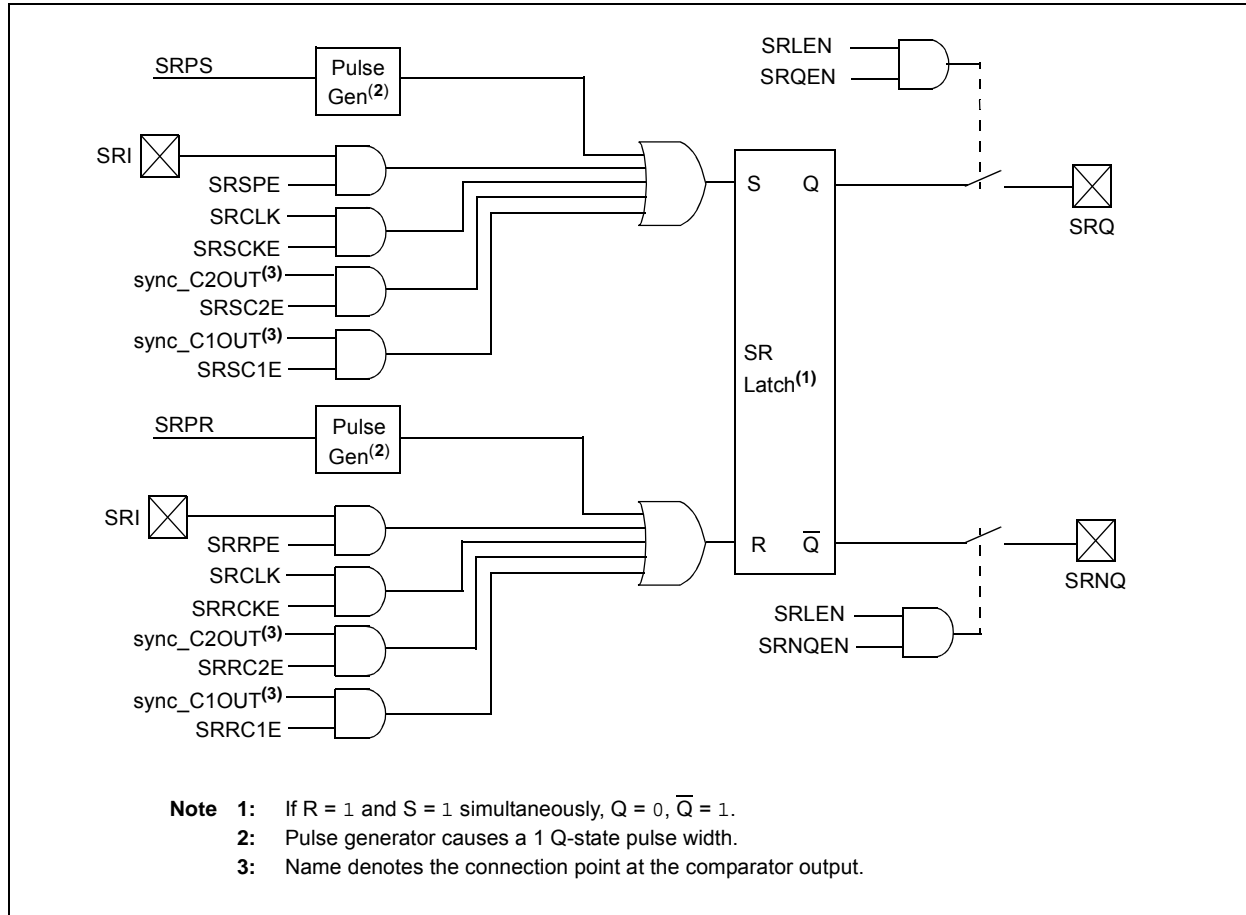 SRPS
Pulse
Gen(2)
SRI
SRSPE
SRCLK
SRSCKE
sync_C2OUT(3)
SRSC2E
sync_C1OUT(3)
SRSC1E
SRLEN
SRQEN
S Q
SRQ
SR
Latch(1)
SRPR
Pulse
Gen(2)
SRI
SRRPE
SRCLK
SRRCKE
sync_C2OUT(3)
SRRC2E
sync_C1OUT(3)
SRRC1E
R Q̅
SRNQ
SRLEN
SRNQEN
Note 1: If R = 1 and S = 1 simultaneously, Q = 0, Q̅ = 1.
2: Pulse generator causes a 1 Q-state pulse width.
3: Name denotes the connection point at the comparator output.